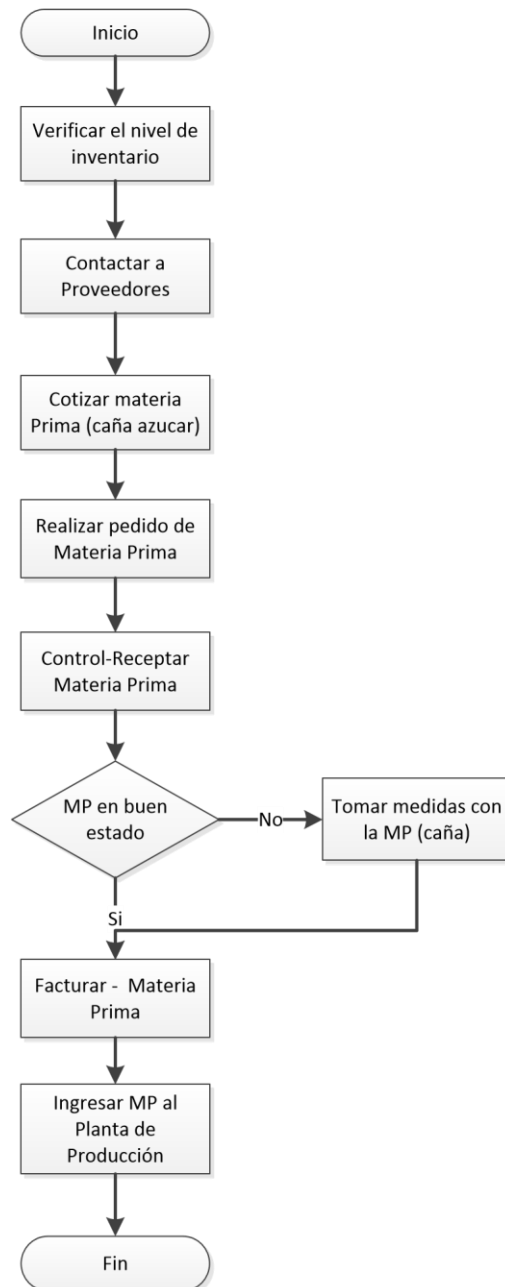 Inicio
Verificar el nivel de
inventario
Contactar a
Proveedores
Cotizar materia
Prima (caña azucar)
Realizar pedido de
Materia Prima
Control-Receptar
Materia Prima
MP en buen
estado
No
Tomar medidas con
la MP (caña)
Si
Facturar -  Materia
Prima
Ingresar MP al
Planta de
Producción
Fin